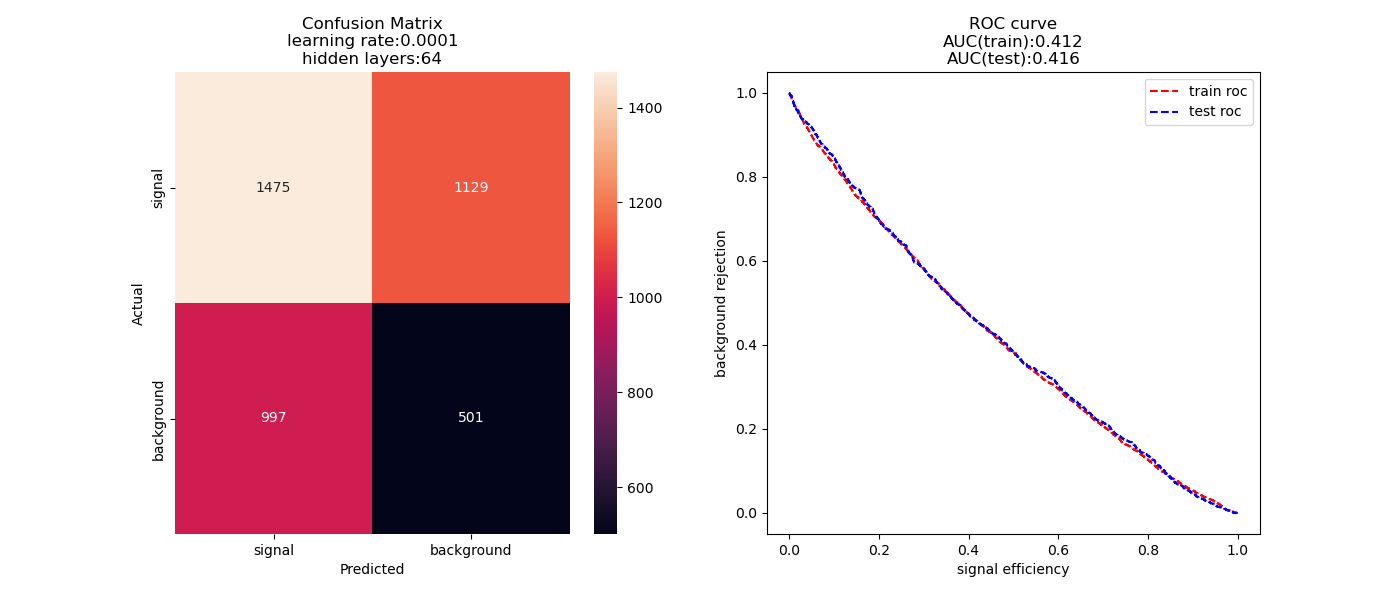 Confusion Matrix
learning rate:0.0001
hidden layers:64
signal
background
Actual
1475
1129
997
501
signal
background
Predicted
1400
1200
1000
800
600
ROC curve
AUC(train):0.412
AUC(test):0.416
train roc
test roc
background rejection
1.0
0.8
0.6
0.4
0.2
0.0
0.0
0.2
0.4
0.6
0.8
1.0
signal efficiency